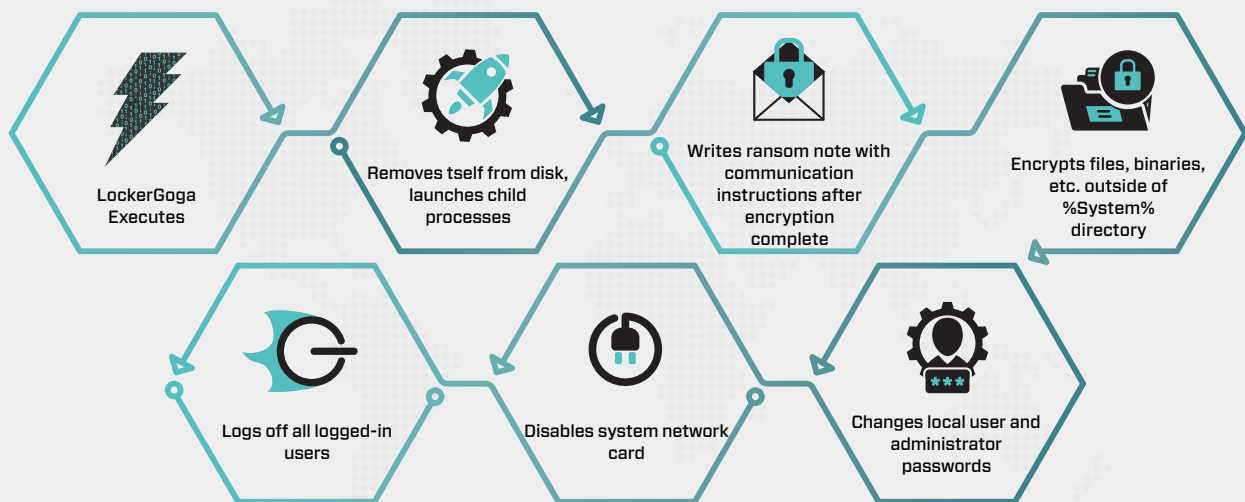 LockerGoga
Executes
Removes tself from disk,
launches child
processes
Writes ransom note with
communication
instructions after
encryption
complete
Encrypts files, binaries,
etc. outside of
%System%
directory
Logs off all logged-in
users
Disables system network
card
Changes local user and
administrator
passwords
***